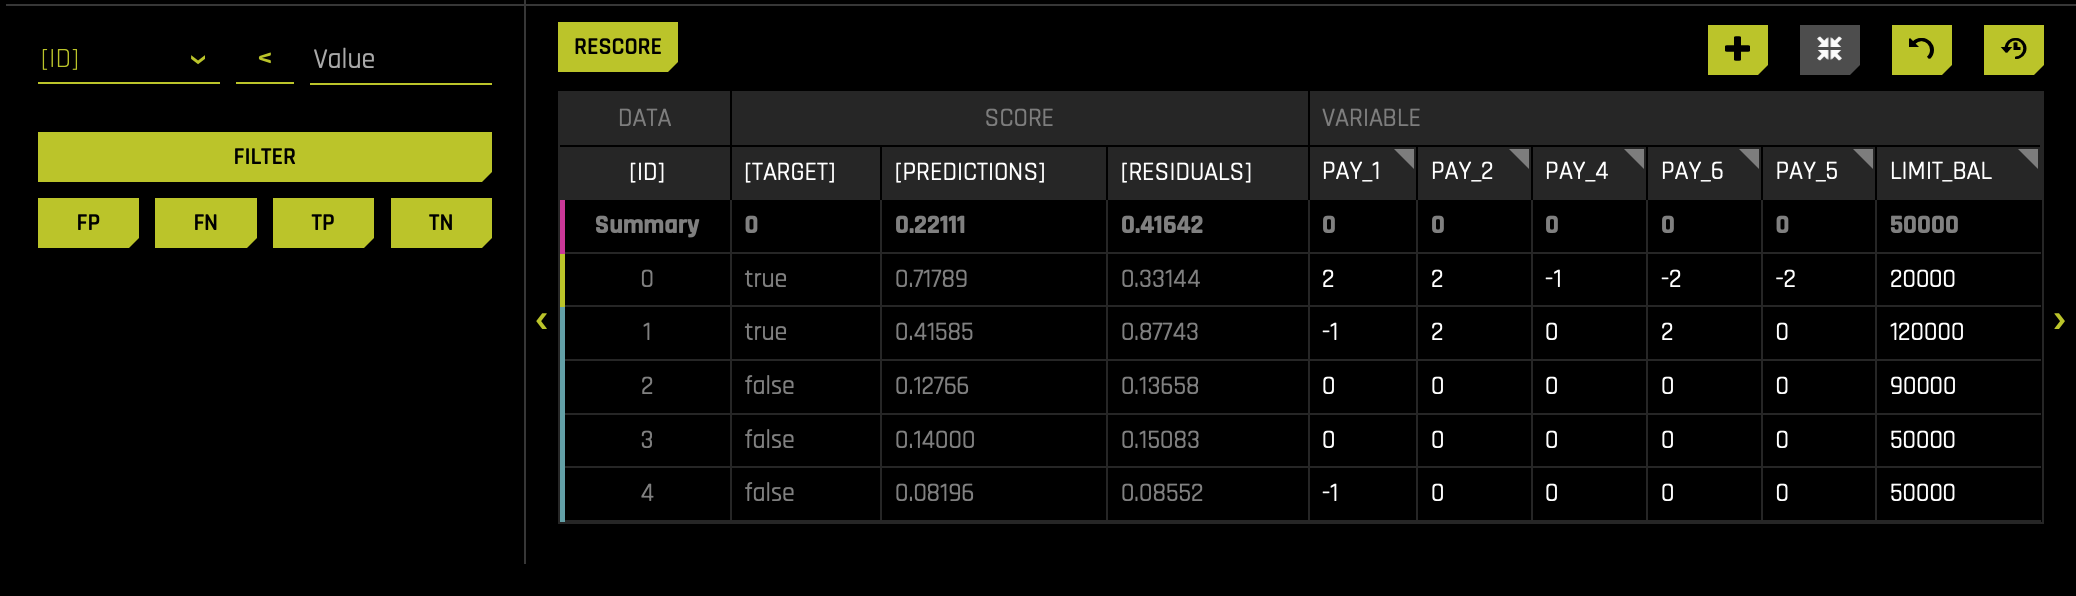 [ID] < Value
FILTER
FP FN TP TN
RESCORE
DATA SCORE VARIABLE
[ID] [TARGET] [PREDICTIONS] [RESIDUALS] PAY_1 PAY_2 PAY_4 PAY_6 PAY_5 LIMIT_BAL
Summary 0 0.22111 0.41642 0 0 0 0 0 50000
0 true 0.71789 0.33144 2 2 -1 -2 -2 20000
1 true 0.41585 0.87743 -1 2 0 2 0 120000
2 false 0.12766 0.13658 0 0 0 0 0 90000
3 false 0.14000 0.15083 0 0 0 0 0 50000
4 false 0.08196 0.08552 -1 0 0 0 0 50000